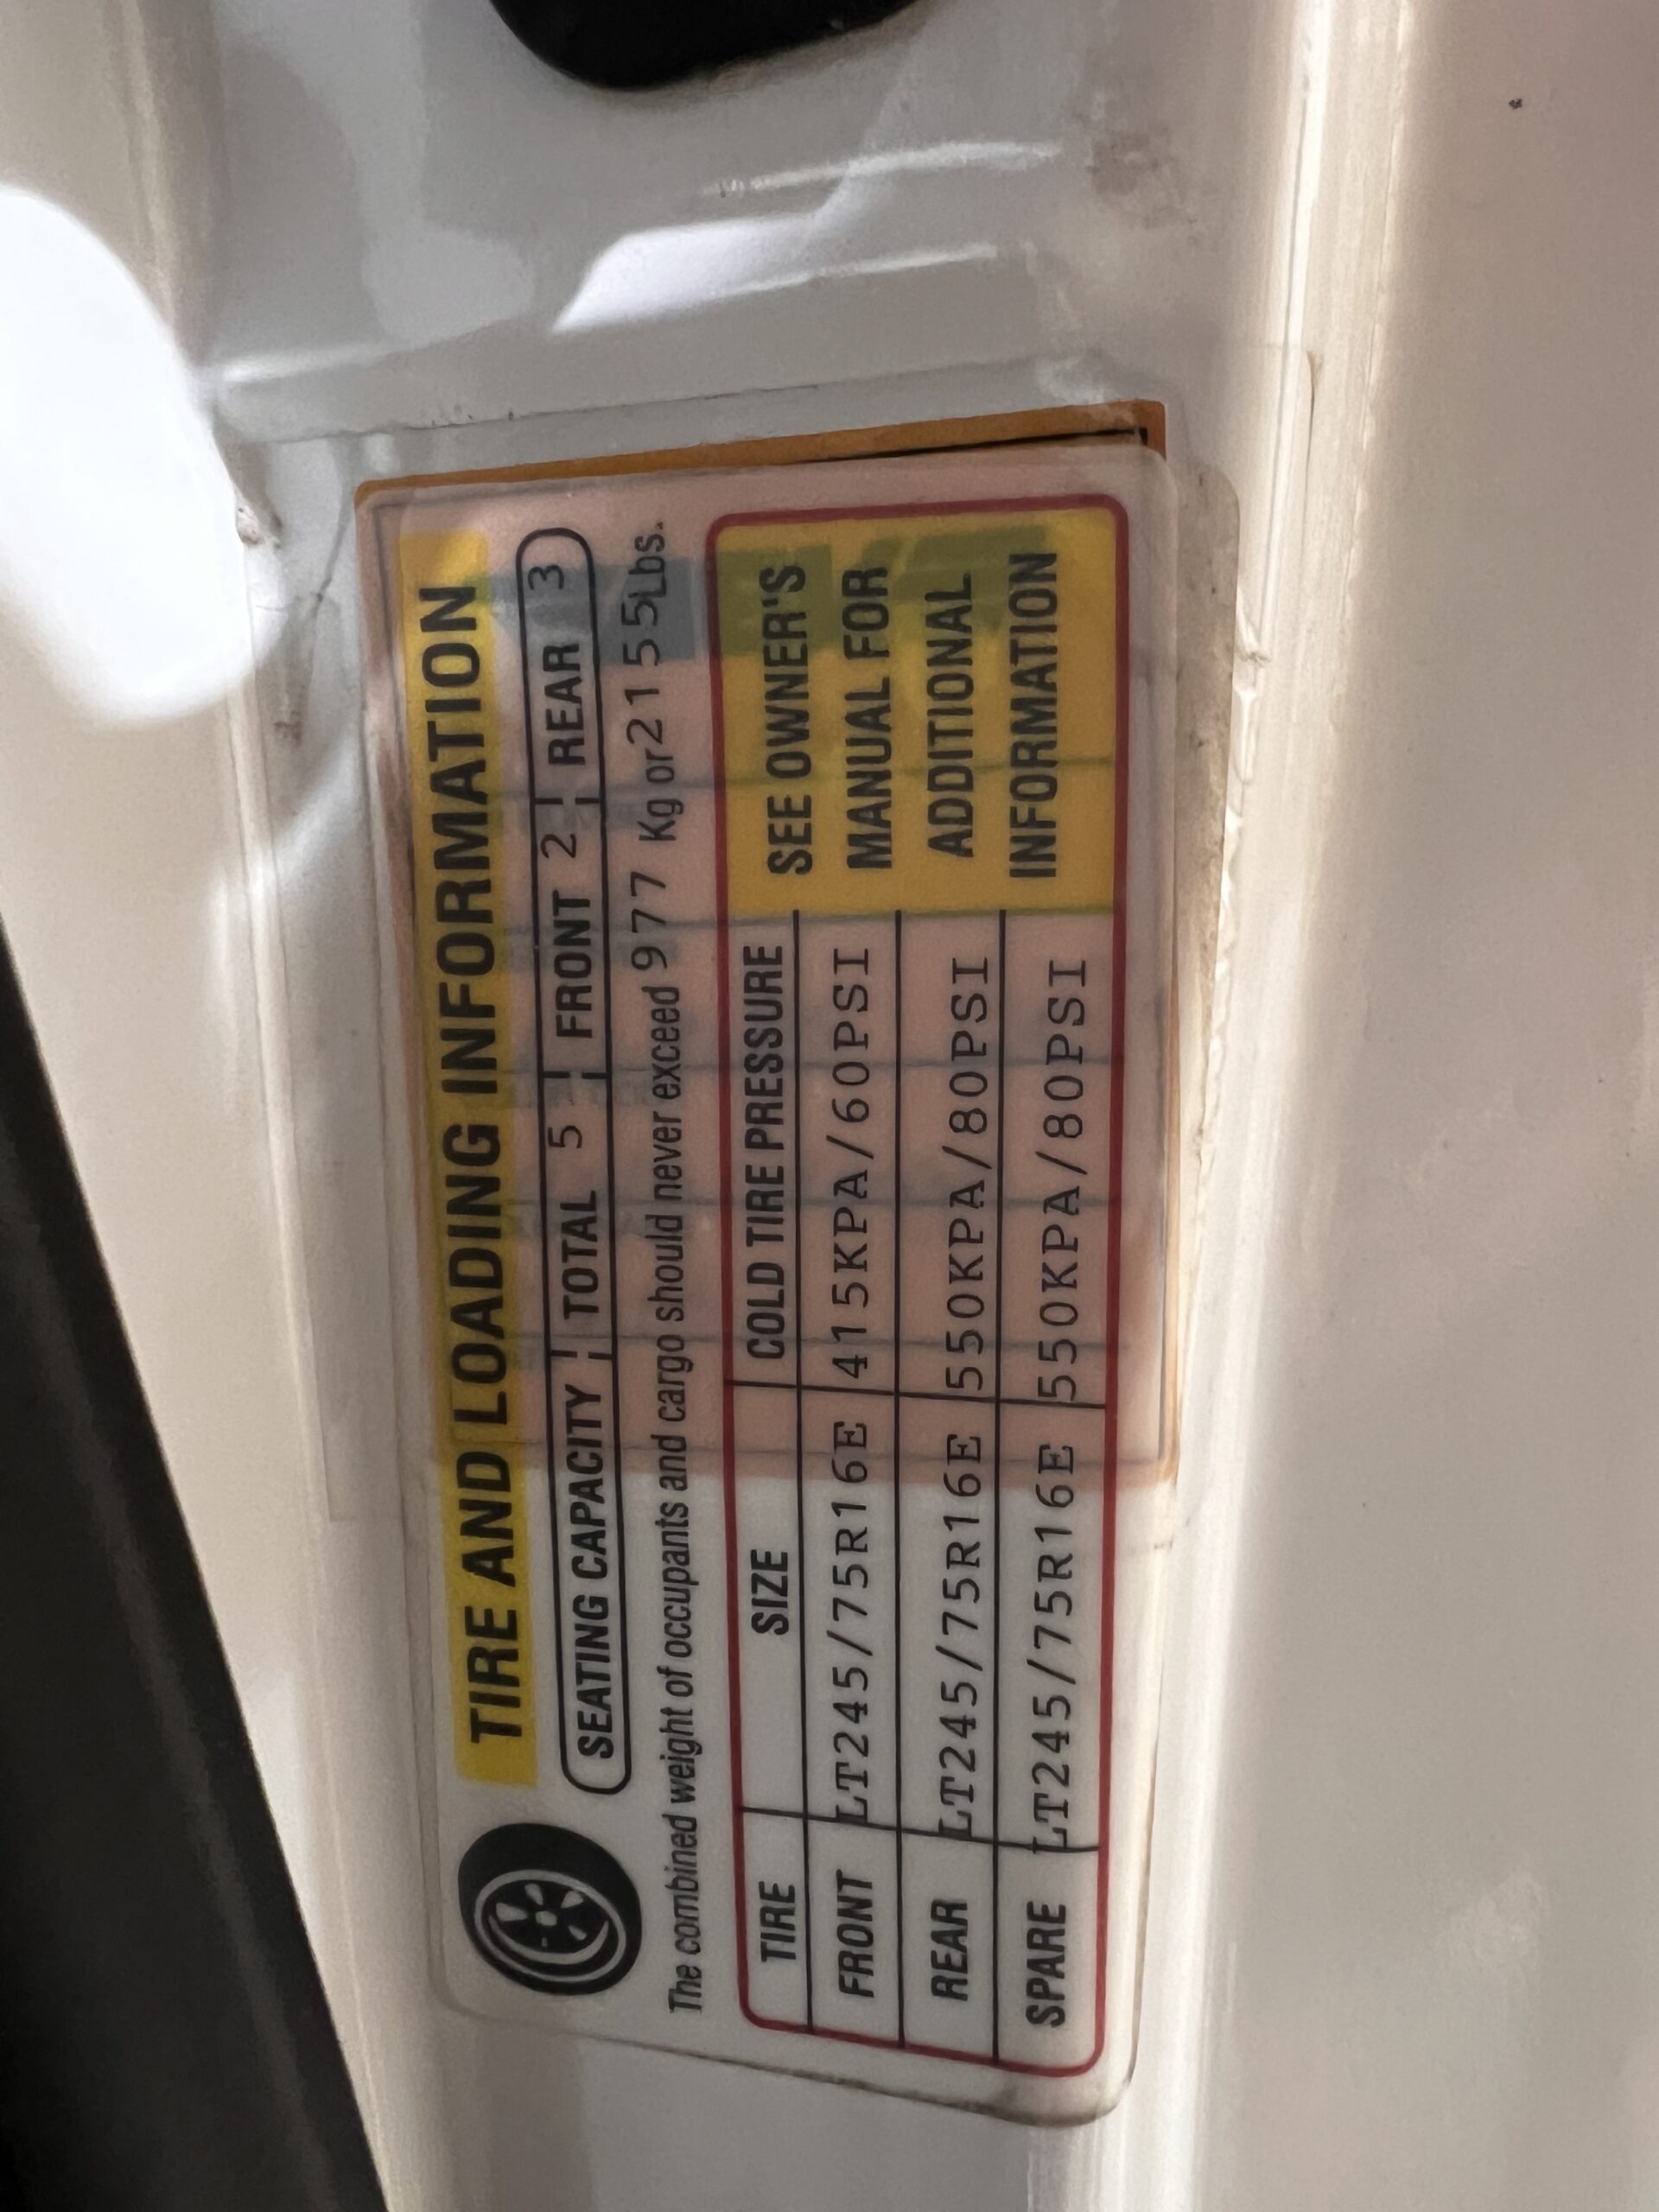 TIRE AND LOADING INFORMATION
SEATING CAPACITY TOTAL 5 FRONT 2 REAR 3
The combined weight of occupants and cargo should never exceed 977 Kg or 2155Lbs.
TIRE SIZE COLD TIRE PRESSURE SEE OWNER'S
FRONT LT245/75R16E 415KPA/60PSI MANUAL FOR
REAR LT245/75R16E 550KPA/80PSI ADDITIONAL
SPARE LT245/75R16E 550KPA/80PSI INFORMATION